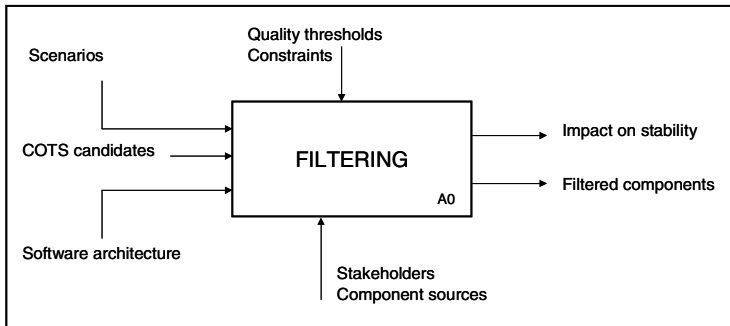 Quality thresholds
Constraints
Scenarios
COTS candidates
Software architecture
FILTERING
A0
Impact on stability
Filtered components
Stakeholders
Component sources